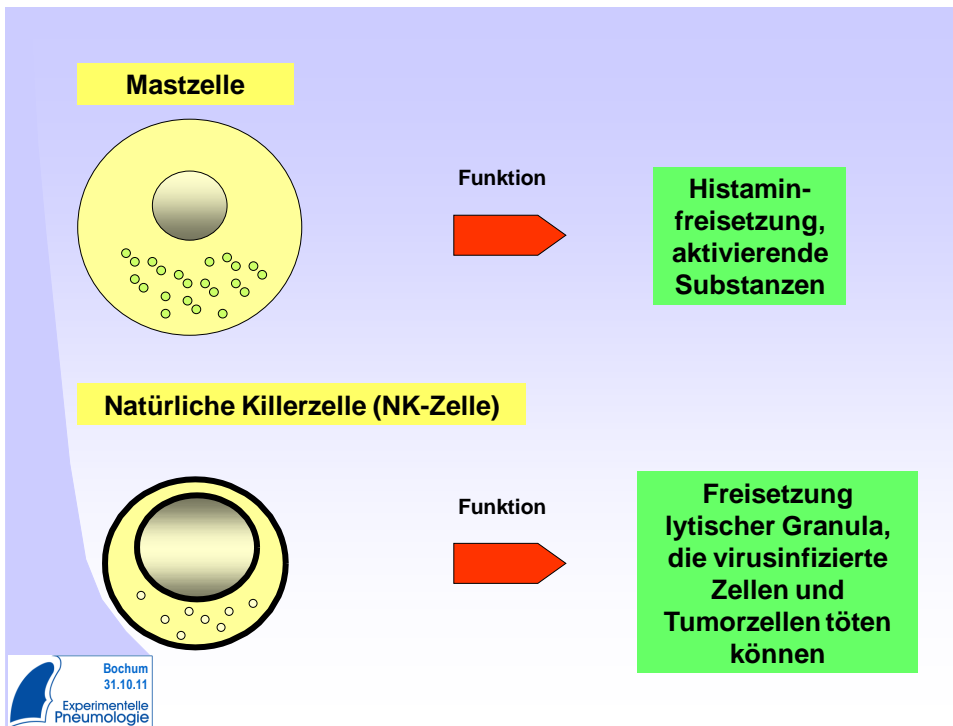 Mastzelle
Funktion
Histamin-
freisetzung,
aktivierende
Substanzen
Natürliche Killerzelle (NK-Zelle)
Funktion
Freisetzung
lytischer Granula,
die virusinfizierte
Zellen und
Tumorzellen töten
können
Bochum
31.10.11
Experimentelle
Pneumologie